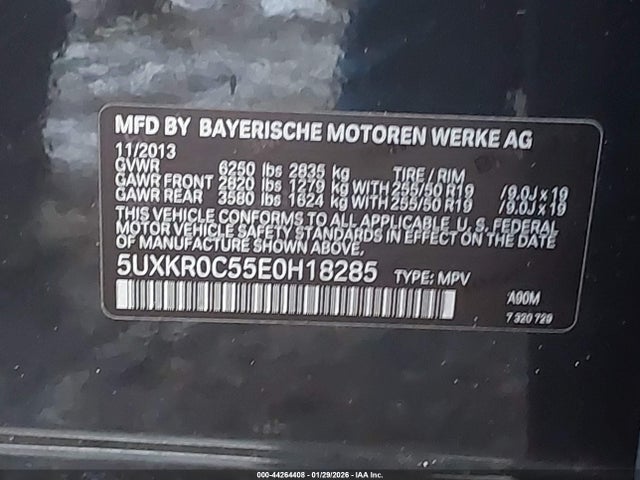 MFD BY BAYERISCHE MOTOREN WERKE AG
11/2013
GVWR 6250 lbs 2835 kg TIRE / RIM
GAWR FRONT 2820 lbs 1279 kg WITH 255/50 R19 /9.0J x 19
GAWR REAR 3580 lbs 1624 kg WITH 255/50 R19 /9.0J x 19
THIS VEHICLE CONFORMS TO ALL APPLICABLE U.S. FEDERAL
MOTOR VEHICLE SAFETY STANDARDS IN EFFECT ON THE DATE
OF MANUFACTURE SHOWN ABOVE.
5UXKR0C55E0H18285 TYPE: MPV
A90M
7 320 729
000-44264408 - 01/29/2026 - IAA Inc.